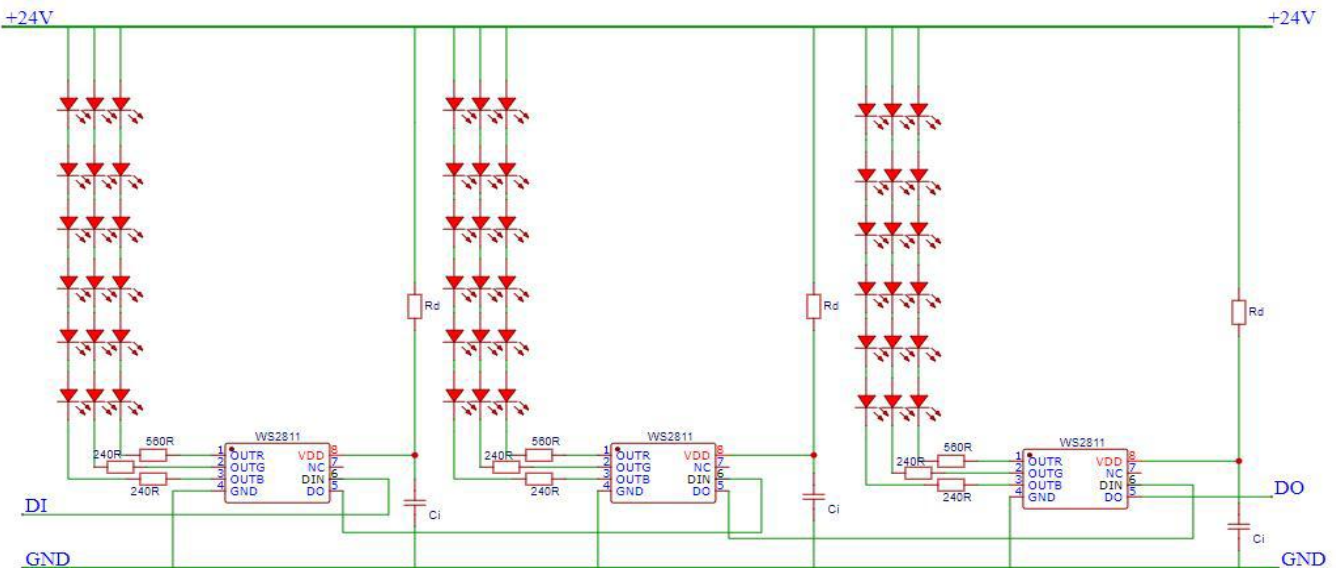 +24V
+24V
Rd
Rd
Rd
WS2811
560R
240R
240R
1 OUTR VDD 8
2 OUTG NC 7
3 OUTB DIN 6
4 GND DO 5
WS2811
560R
240R
240R
1 OUTR VDD 8
2 OUTG NC 7
3 OUTB DIN 6
4 GND DO 5
WS2811
560R
240R
240R
1 OUTR VDD 8
2 OUTG NC 7
3 OUTB DIN 6
4 GND DO 5
DI
DO
Ci
Ci
Ci
GND
GND